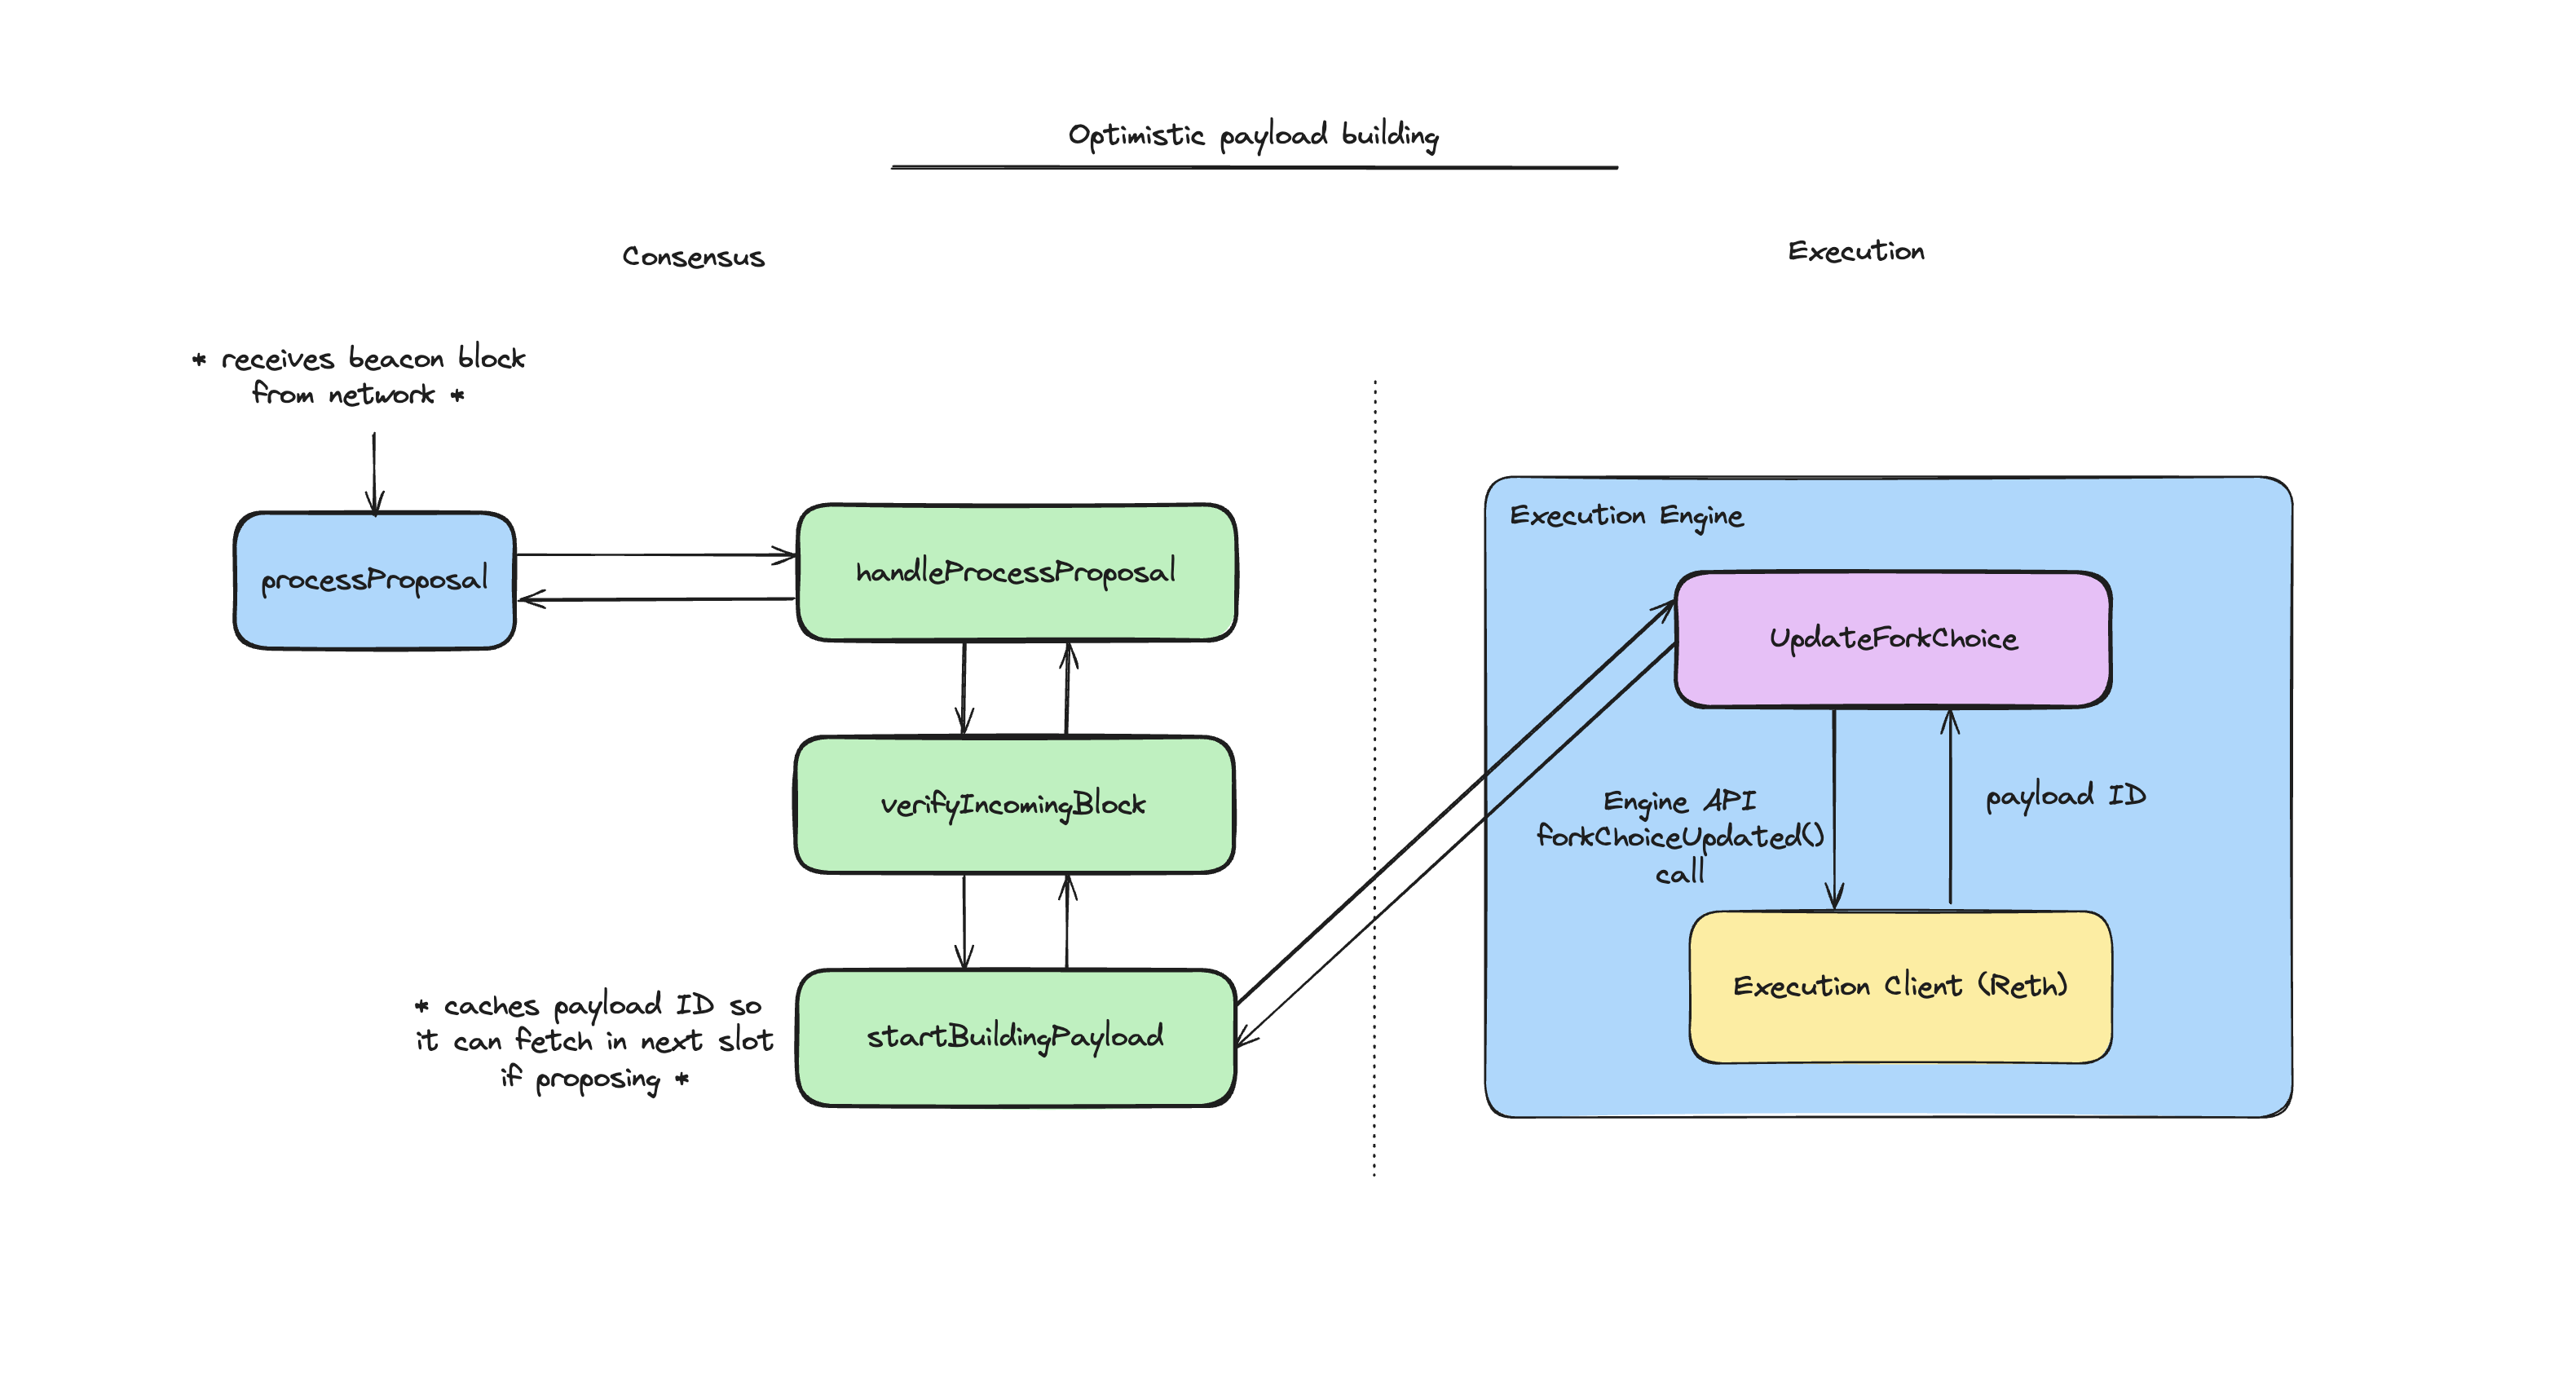 Optimistic payload building
Consensus
Execution
* receives beacon block
from network *
processProposal
handleProcessProposal
verifyIncomingBlock
startBuildingPayload
* caches payload ID so
it can fetch in next slot
if proposing *
Execution Engine
UpdateForkChoice
Engine API
forkChoiceUpdated()
call
payload ID
Execution Client (Reth)